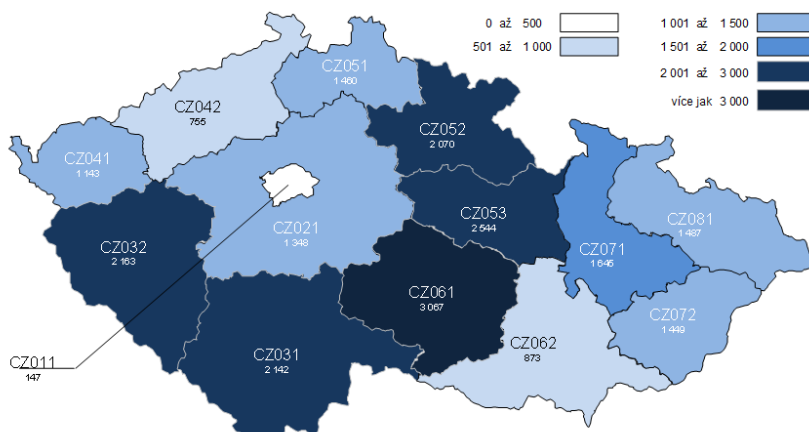 0 až 500
501 až 1 000
1 001 až 1 500
1 501 až 2 000
2 001 až 3 000
více jak 3 000
CZ051
1 460
CZ042
755
CZ052
2 070
CZ041
1 143
CZ021
1 348
CZ053
2 544
CZ081
1 487
CZ032
2 163
CZ071
1 646
CZ061
3 067
CZ072
1 449
CZ062
873
CZ031
2 142
CZ011
147